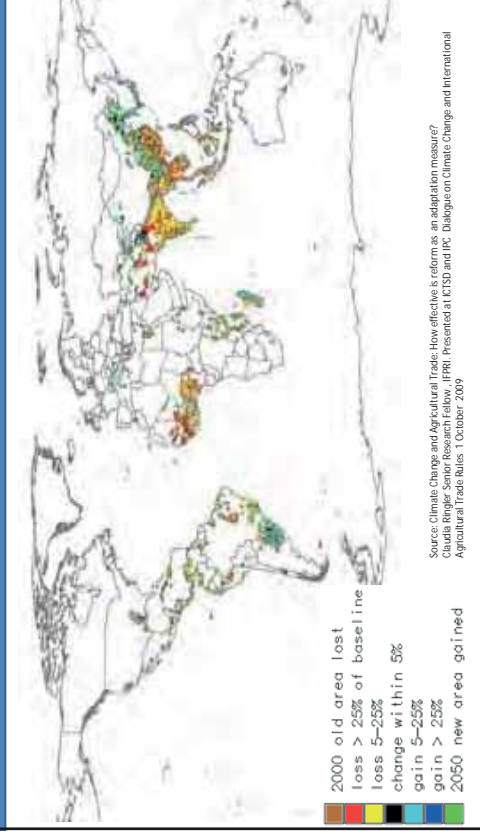 2000 old area lost
loss > 25% of baseline
loss 5–25%
change within 5%
gain 5–25%
gain > 25%
2050 new area gained
Source: Climate Change and Agricultural Trade: How effective is reform as an adaptation measure?
Claudia Ringler Senior Research Fellow, IFPRI. Presented at ICTSD and IPC Dialogue on Climate Change and International
Agricultural Trade Rules 1 October 2009